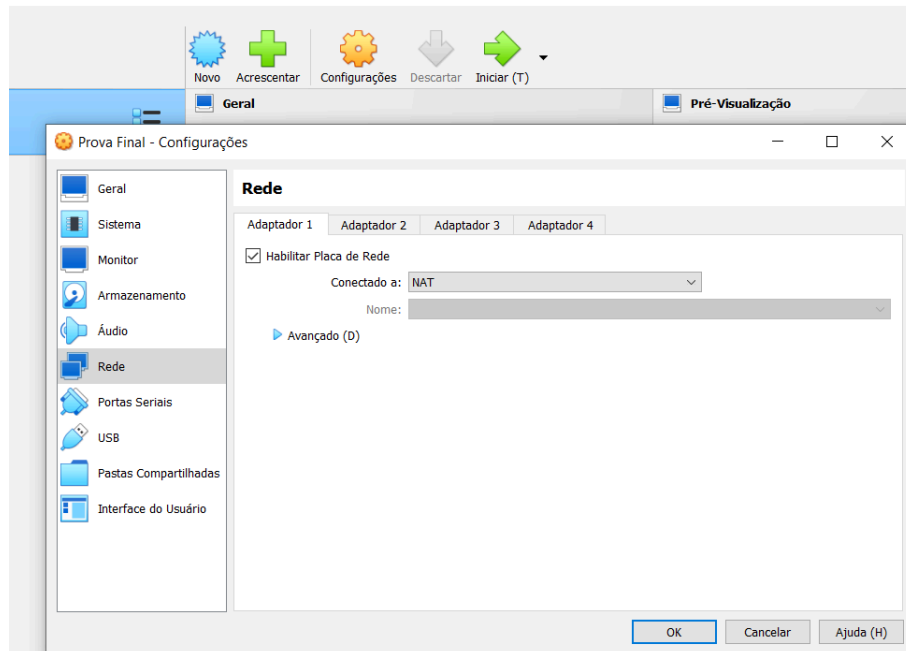 Novo Acrescentar Configurações Descartar Iniciar (T)
Geral Pré-Visualização
Prova Final - Configurações
Geral
Sistema
Monitor
Armazenamento
Áudio
Rede
Portas Seriais
USB
Pastas Compartilhadas
Interface do Usuário
Rede
Adaptador 1 Adaptador 2 Adaptador 3 Adaptador 4
Habilitar Placa de Rede
Conectado a: NAT
Nome:
Avançado (D)
OK Cancelar Ajuda (H)